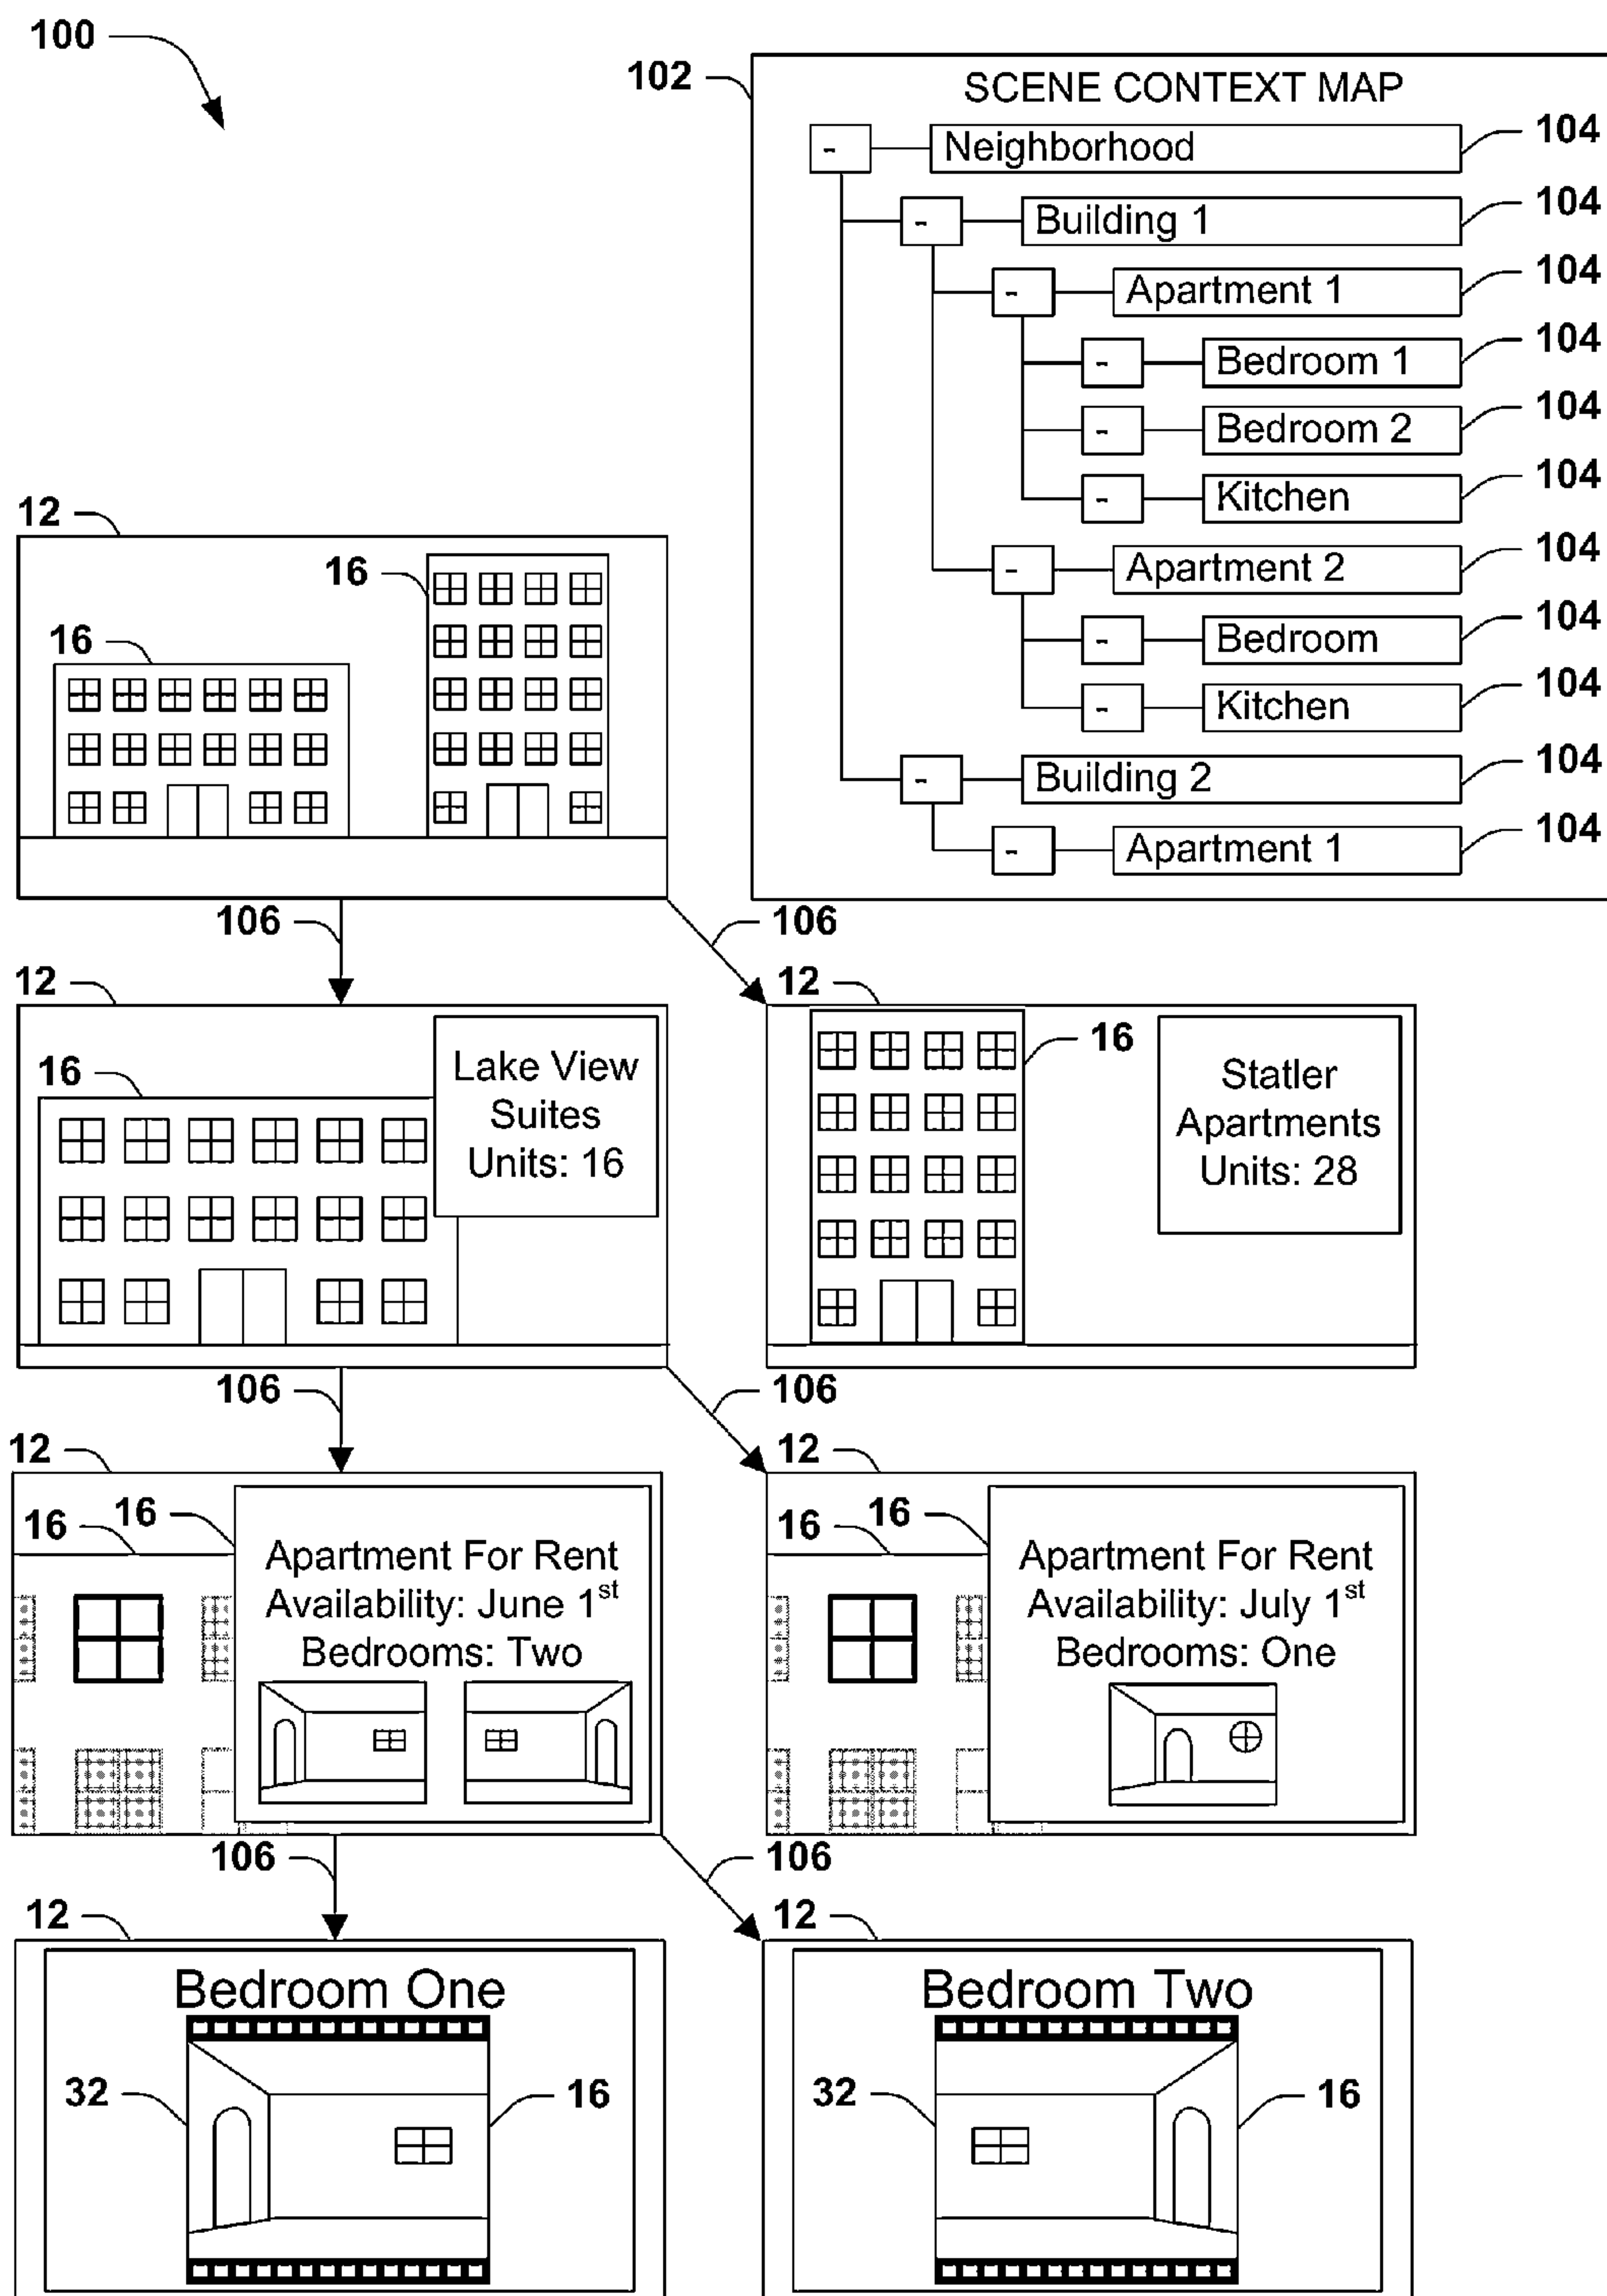 100
102
SCENE CONTEXT MAP
- Neighborhood 104
- Building 1 104
- Apartment 1 104
- Bedroom 1 104
- Bedroom 2 104
- Kitchen 104
- Apartment 2 104
- Bedroom 104
- Kitchen 104
- Building 2 104
- Apartment 1 104
12
16
16
106
106
12
16
Lake View
Suites
Units: 16
12
16
Statler
Apartments
Units: 28
106
106
12
16
16
Apartment For Rent
Availability: June 1st
Bedrooms: Two
12
16
16
Apartment For Rent
Availability: July 1st
Bedrooms: One
106
106
12
Bedroom One
32
16
12
Bedroom Two
32
16